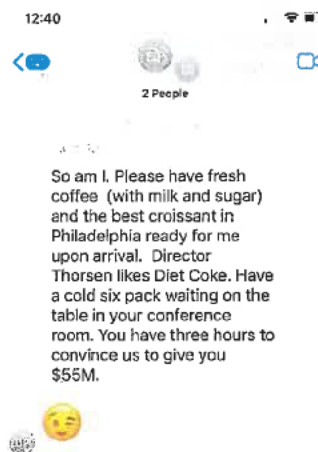 12:40
2 People
So am I. Please have fresh
coffee (with milk and sugar)
and the best croissant in
Philadelphia ready for me
upon arrival. Director
Thorsen likes Diet Coke. Have
a cold six pack waiting on the
table in your conference
room. You have three hours to
convince us to give you
$55M.